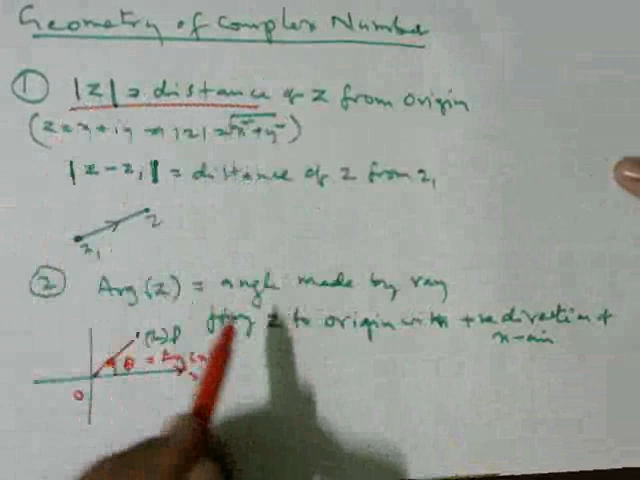 Geometry of Complex Number
① |z| = distance of z from origin
(z = x+iy ⇒ |z| = √x²+y²)
|z - z₁| = distance of z from z₁
z
z₁
② Arg(z) = angle made by ray
z to origin with +ve direction of
x-axis
(z)P
θ = Arg(z)
O